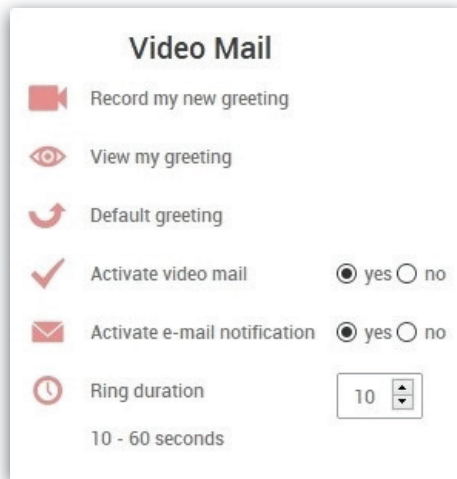 Video Mail
Record my new greeting
View my greeting
Default greeting
Activate video mail yes no
Activate e-mail notification yes no
Ring duration 10
10 - 60 seconds